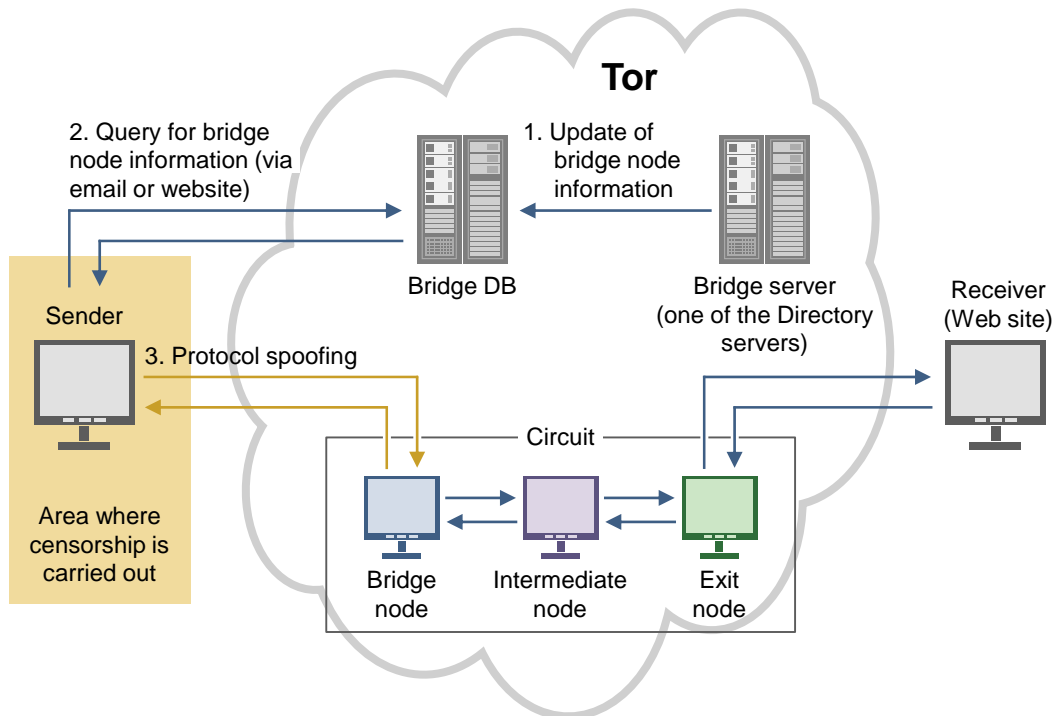 Tor
2. Query for bridge
node information (via
email or website)
1. Update of
bridge node
information
Bridge DB
Bridge server
(one of the Directory
servers)
Receiver
(Web site)
Sender
3. Protocol spoofing
Circuit
Area where
censorship is
carried out
Bridge
node
Intermediate
node
Exit
node